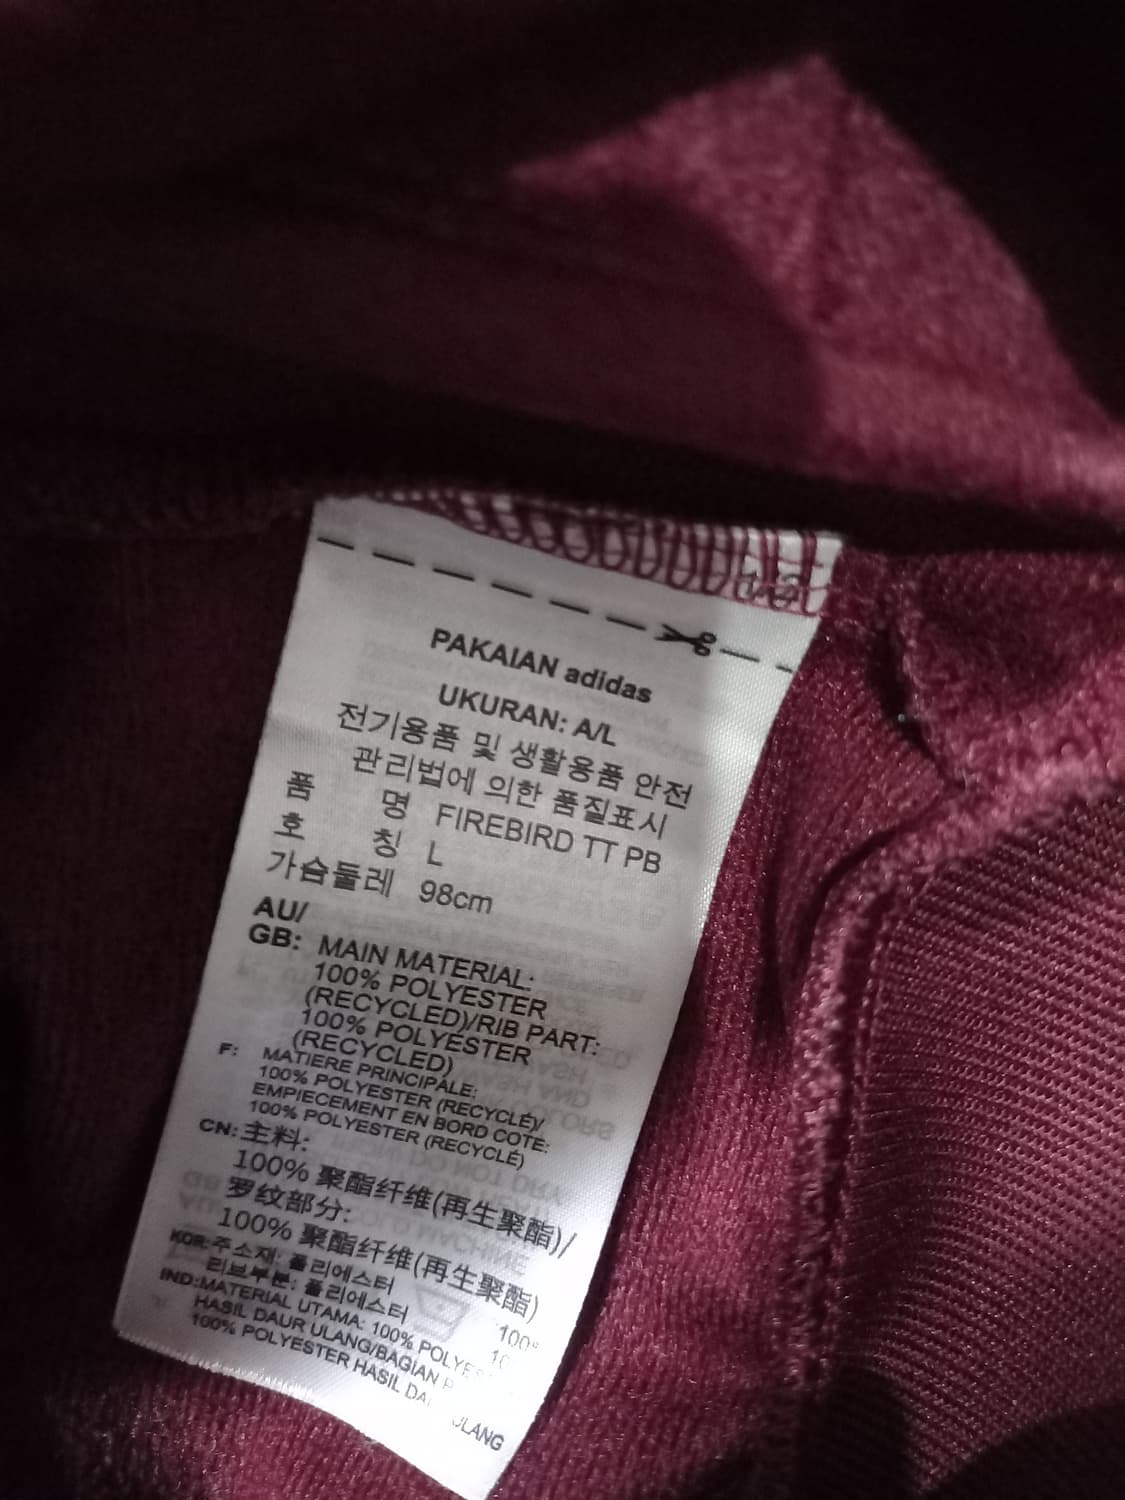 PAKAIAN adidas
UKURAN: A/L
전기용품 및 생활용품 안전
관리법에 의한 품질표시
품 명 FIREBIRD TT PB
호 칭 L
가슴둘레 98cm
AU/
GB: MAIN MATERIAL:
100% POLYESTER
(RECYCLED)/RIB PART:
100% POLYESTER
(RECYCLED)
F: MATIERE PRINCIPALE:
100% POLYESTER (RECYCLÉ)/
EMPIECEMENT EN BORD COTE:
100% POLYESTER (RECYCLÉ)
CN: 主料:
100% 聚酯纤维(再生聚酯)/
罗纹部分:
100% 聚酯纤维(再生聚酯)
KOR: 주소재: 폴리에스터 100%
리브부분: 폴리에스터
IND: MATERIAL UTAMA: 100%
HASIL DAUR ULANG/BAGIAN
100% POLYESTER HASIL ULANG